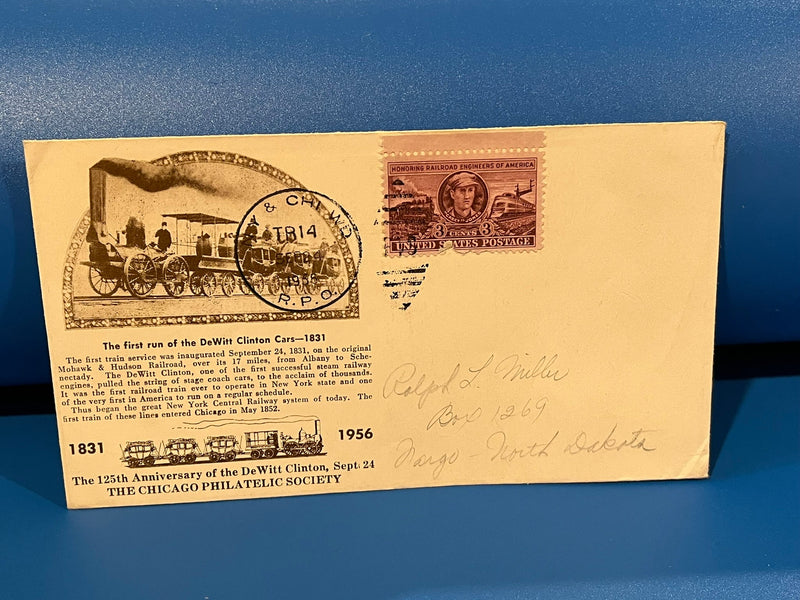 HONORING RAILROAD ENGINEERS OF AMERICA
3 CENTS 3
UNITED STATES POSTAGE
& CHI. W.D.
TR14
R.P.O.
The first run of the DeWitt Clinton Cars—1831
The first train service was inaugurated September 24, 1831, on the original
Mohawk & Hudson Railroad, over its 17 miles, from Albany to Sche-
nectady. The DeWitt Clinton, one of the first successful steam railway
engines, pulled the string of stage coach cars, to the acclaim of thousands.
It was the first railroad train ever to operate in New York state and one
of the very first in America to run on a regular schedule.
Thus began the great New York Central Railway system of today. The
first train of these lines entered Chicago in May 1852.
1831 1956
The 125th Anniversary of the DeWitt Clinton, Sept. 24
THE CHICAGO PHILATELIC SOCIETY
Ralph L. Miller
Box 1269
Fargo - North Dakota